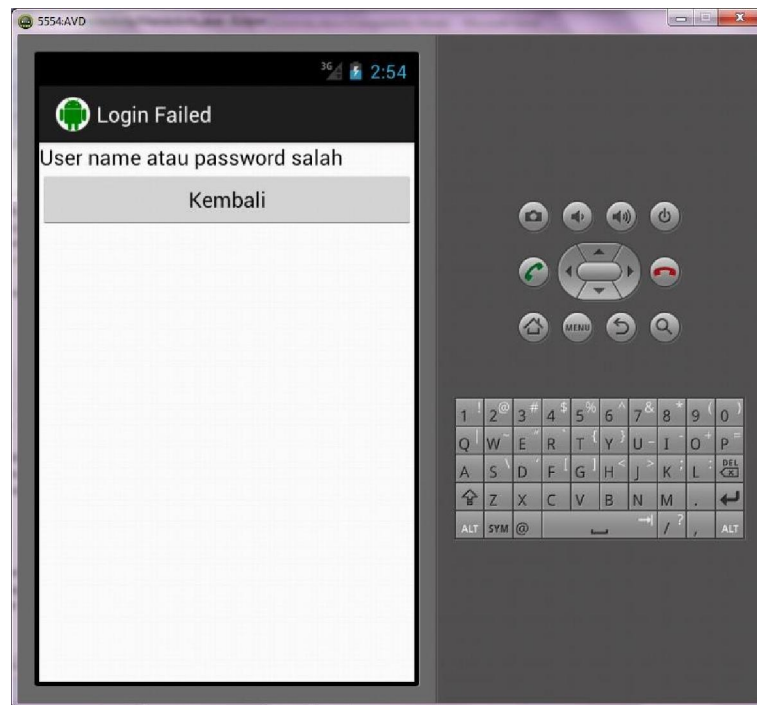 5554:AVD
3G 2:54
Login Failed
User name atau password salah
Kembali
MENU
1 ! 2 @ 3 # 4 $ 5 % 6 ^ 7 & 8 * 9 ( 0 )
Q | W ~ E " R ` T { Y } U - I O + P =
A S \ D ' F [ G ] H < J > K ; L : DEL
Z X C V B N M .
ALT SYM @ / ? , ALT